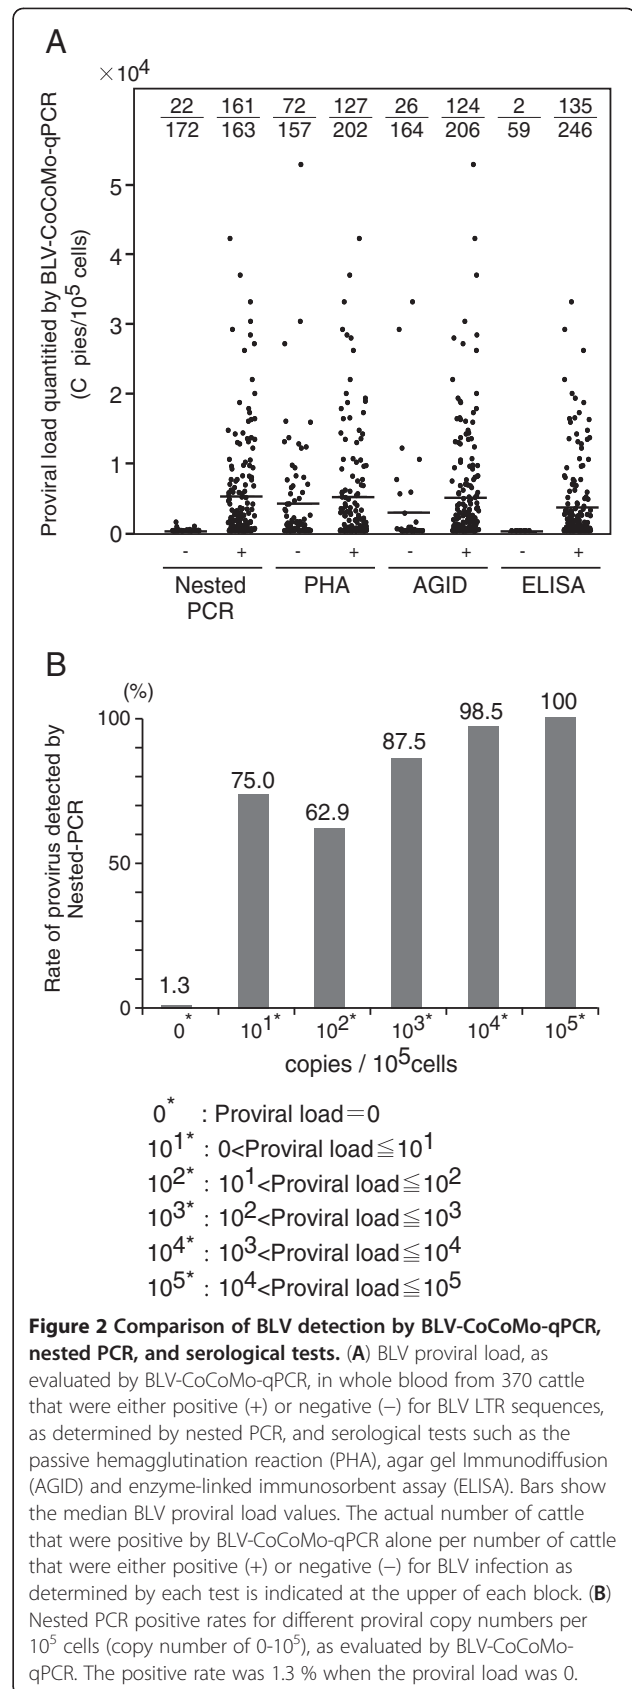 A
×10⁴
22 161 72 127 26 124 2 135
172 163 157 202 164 206 59 246
Proviral load quantitied by BLV-CoCoMo-qPCR
(C pies/10⁵ cells)
5
4
3
2
1
0
- + - + - + - +
Nested PHA AGID ELISA
PCR
B
(%)
Rate of provirus detected by
Nested-PCR
100
50
0
1.3
75.0
62.9
87.5
98.5
100
0* 10¹* 10²* 10³* 10⁴* 10⁵*
copies / 10⁵cells
0* : Proviral load=0
10¹* : 0<Proviral load≦10¹
10²* : 10¹<Proviral load≦10²
10³* : 10²<Proviral load≦10³
10⁴* : 10³<Proviral load≦10⁴
10⁵* : 10⁴<Proviral load≦10⁵
Figure 2 Comparison of BLV detection by BLV-CoCoMo-qPCR,
nested PCR, and serological tests. (A) BLV proviral load, as
evaluated by BLV-CoCoMo-qPCR, in whole blood from 370 cattle
that were either positive (+) or negative (−) for BLV LTR sequences,
as determined by nested PCR, and serological tests such as the
passive hemagglutination reaction (PHA), agar gel Immunodiffusion
(AGID) and enzyme-linked immunosorbent assay (ELISA). Bars show
the median BLV proviral load values. The actual number of cattle
that were positive by BLV-CoCoMo-qPCR alone per number of cattle
that were either positive (+) or negative (−) for BLV infection as
determined by each test is indicated at the upper of each block. (B)
Nested PCR positive rates for different proviral copy numbers per
10⁵ cells (copy number of 0-10⁵), as evaluated by BLV-CoCoMo-
qPCR. The positive rate was 1.3 % when the proviral load was 0.